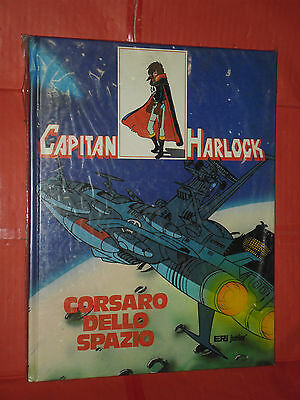 CAPITAN HARLOCK
CORSARO
DELLO
SPAZIO
ERI junior